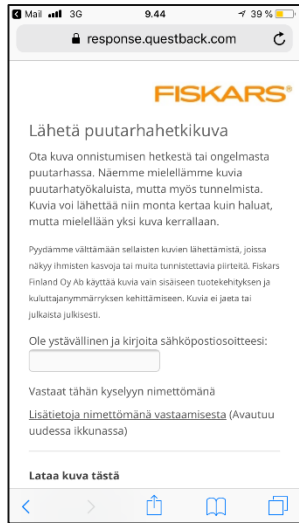 Mail 3G 9.44 39 %
response.questback.com
FISKARS®
Lähetä puutarhahetkikuva
Ota kuva onnistumisen hetkestä tai ongelmasta
puutarhassa. Näemme mielellämme kuvia
puutarhatyökaluista, mutta myös tunnelmista.
Kuvia voi lähettää niin monta kertaa kuin haluat,
mutta mielellään yksi kuva kerrallaan.
Pyydämme välttämään sellaisten kuvien lähettämistä, joissa
näkyy ihmisten kasvoja tai muita tunnistettavia piirteitä. Fiskars
Finland Oy Ab käyttää kuvia vain sisäiseen tuotekehityksen ja
kuluttajanymmärryksen kehittämiseen. Kuvia ei jaeta tai
julkaista julkisesti.
Ole ystävällinen ja kirjoita sähköpostiosoitteesi:
Vastaat tähän kyselyyn nimettömänä
Lisätietoja nimettömänä vastaamisesta (Avautuu
uudessa ikkunassa)
Lataa kuva tästä